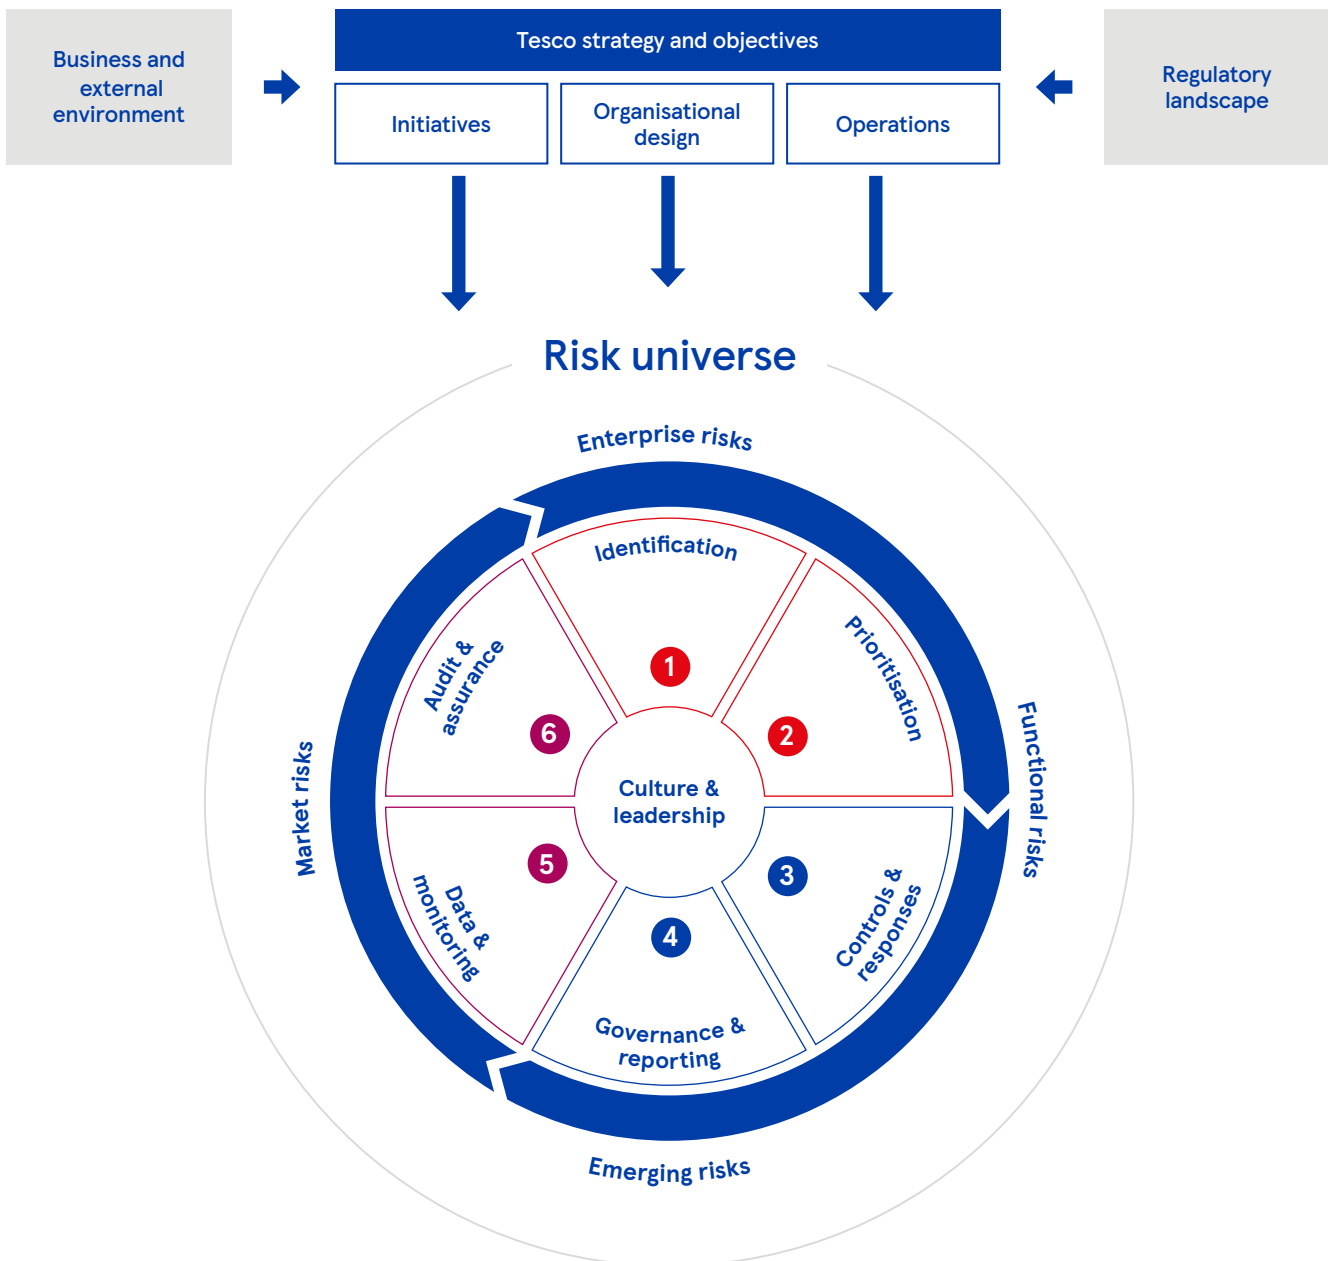 Business and
external
environment
Tesco strategy and objectives
Initiatives
Organisational
design
Operations
Regulatory
landscape
Risk universe
Enterprise risks
Functional risks
Emerging risks
Market risks
Identification
1
Prioritisation
2
Controls &
responses
3
Governance &
reporting
4
Data &
monitoring
5
Audit &
assurance
6
Culture &
leadership